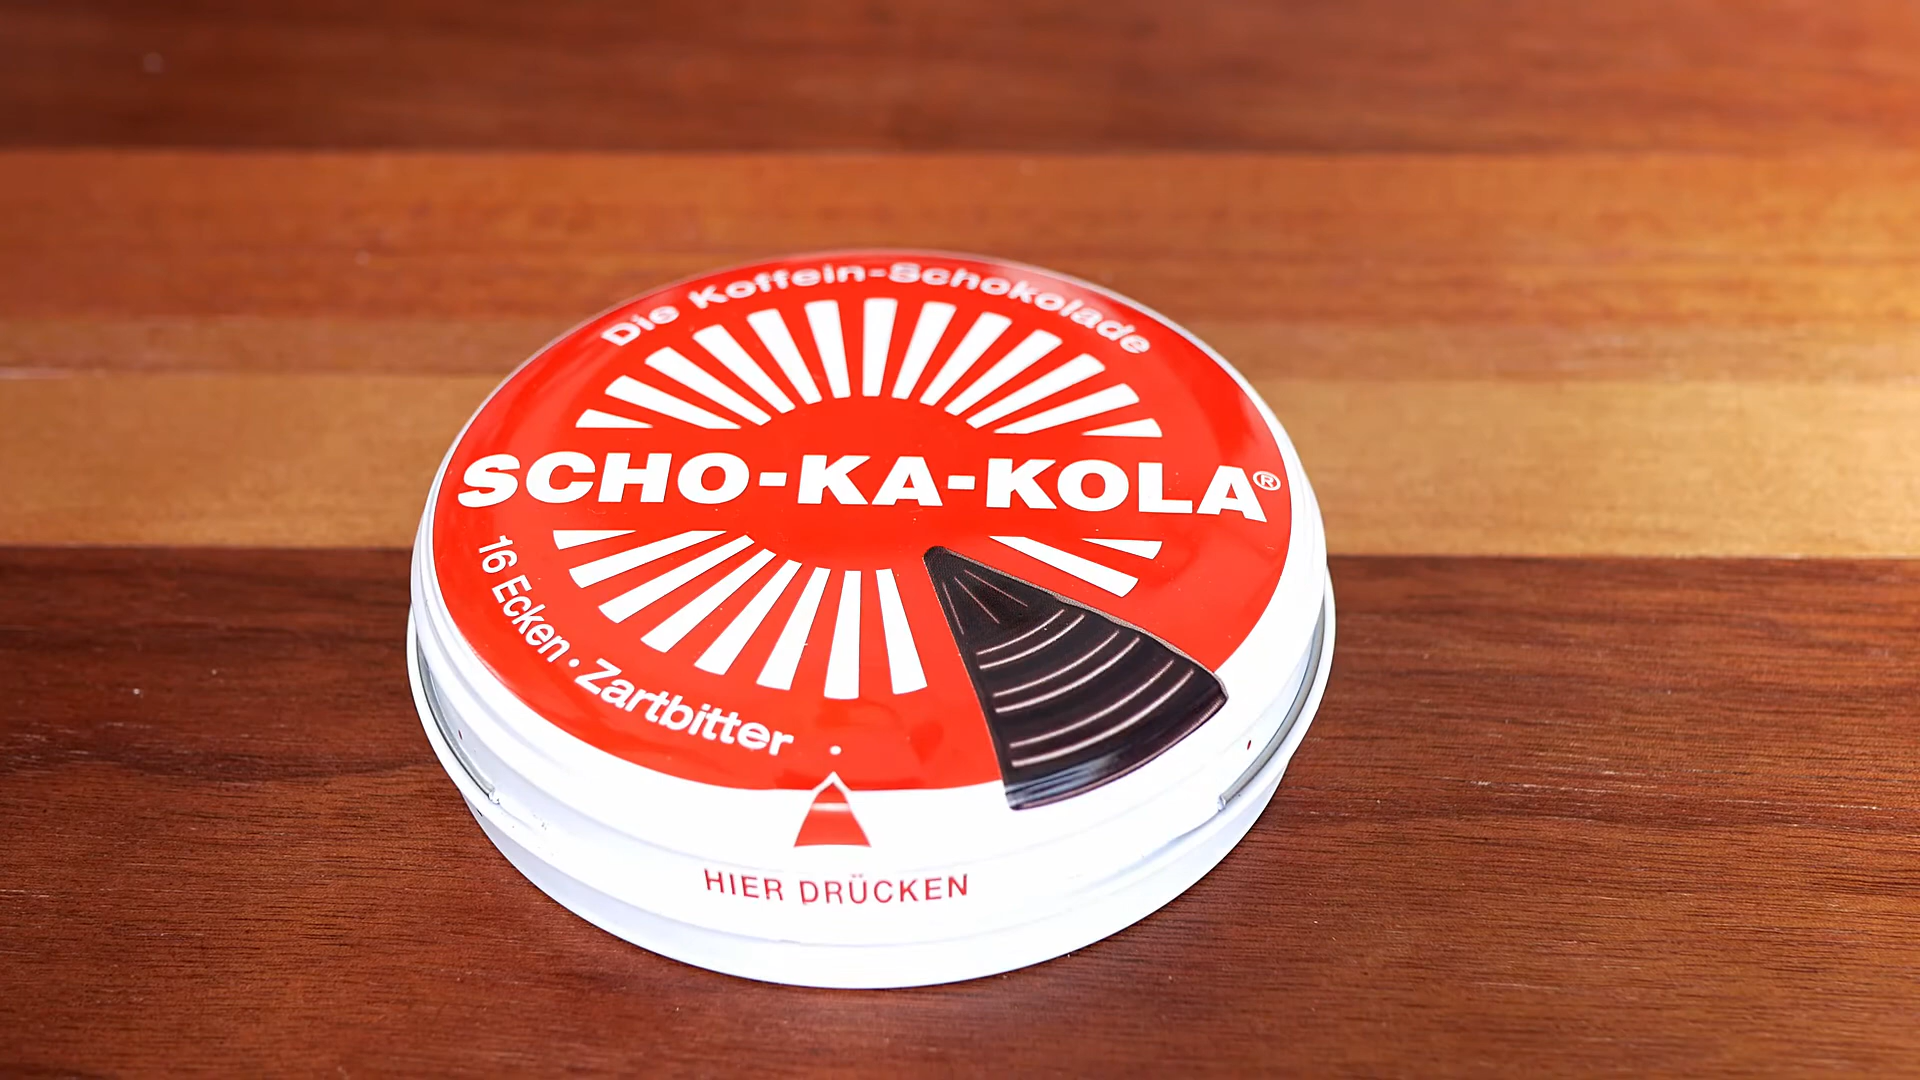 Die Koffein-Schokolade
SCHO-KA-KOLA®
16 Ecken · Zartbitter
HIER DRÜCKEN